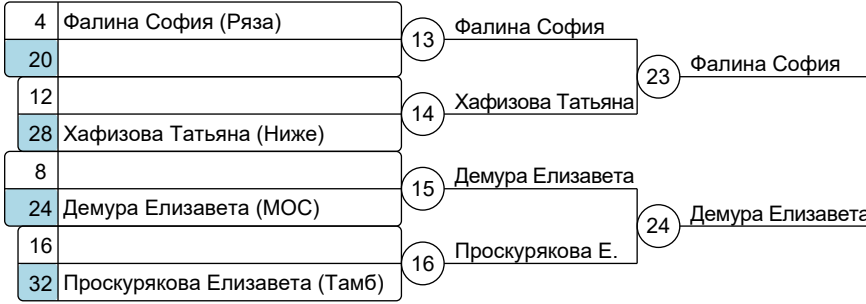 4 Фалина София (Ряза)
20
13
Фалина София
12
28 Хафизова Татьяна (Ниже)
14
Хафизова Татьяна
23
Фалина София
8
24 Демура Елизавета (МОС)
15
Демура Елизавета
16
32 Проскурякова Елизавета (Тамб)
16
Проскурякова Е.
24
Демура Елизавета